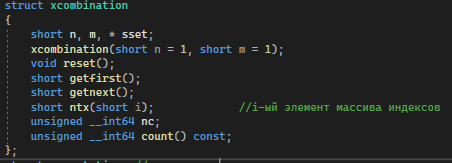 struct xcombination
{
short n, m, * sset;
xcombination(short n = 1, short m = 1);
void reset();
short getfirst();
short getnext();
short ntx(short i); //i-ый элемент массива индексов
unsigned __int64 nc;
unsigned __int64 count() const;
};